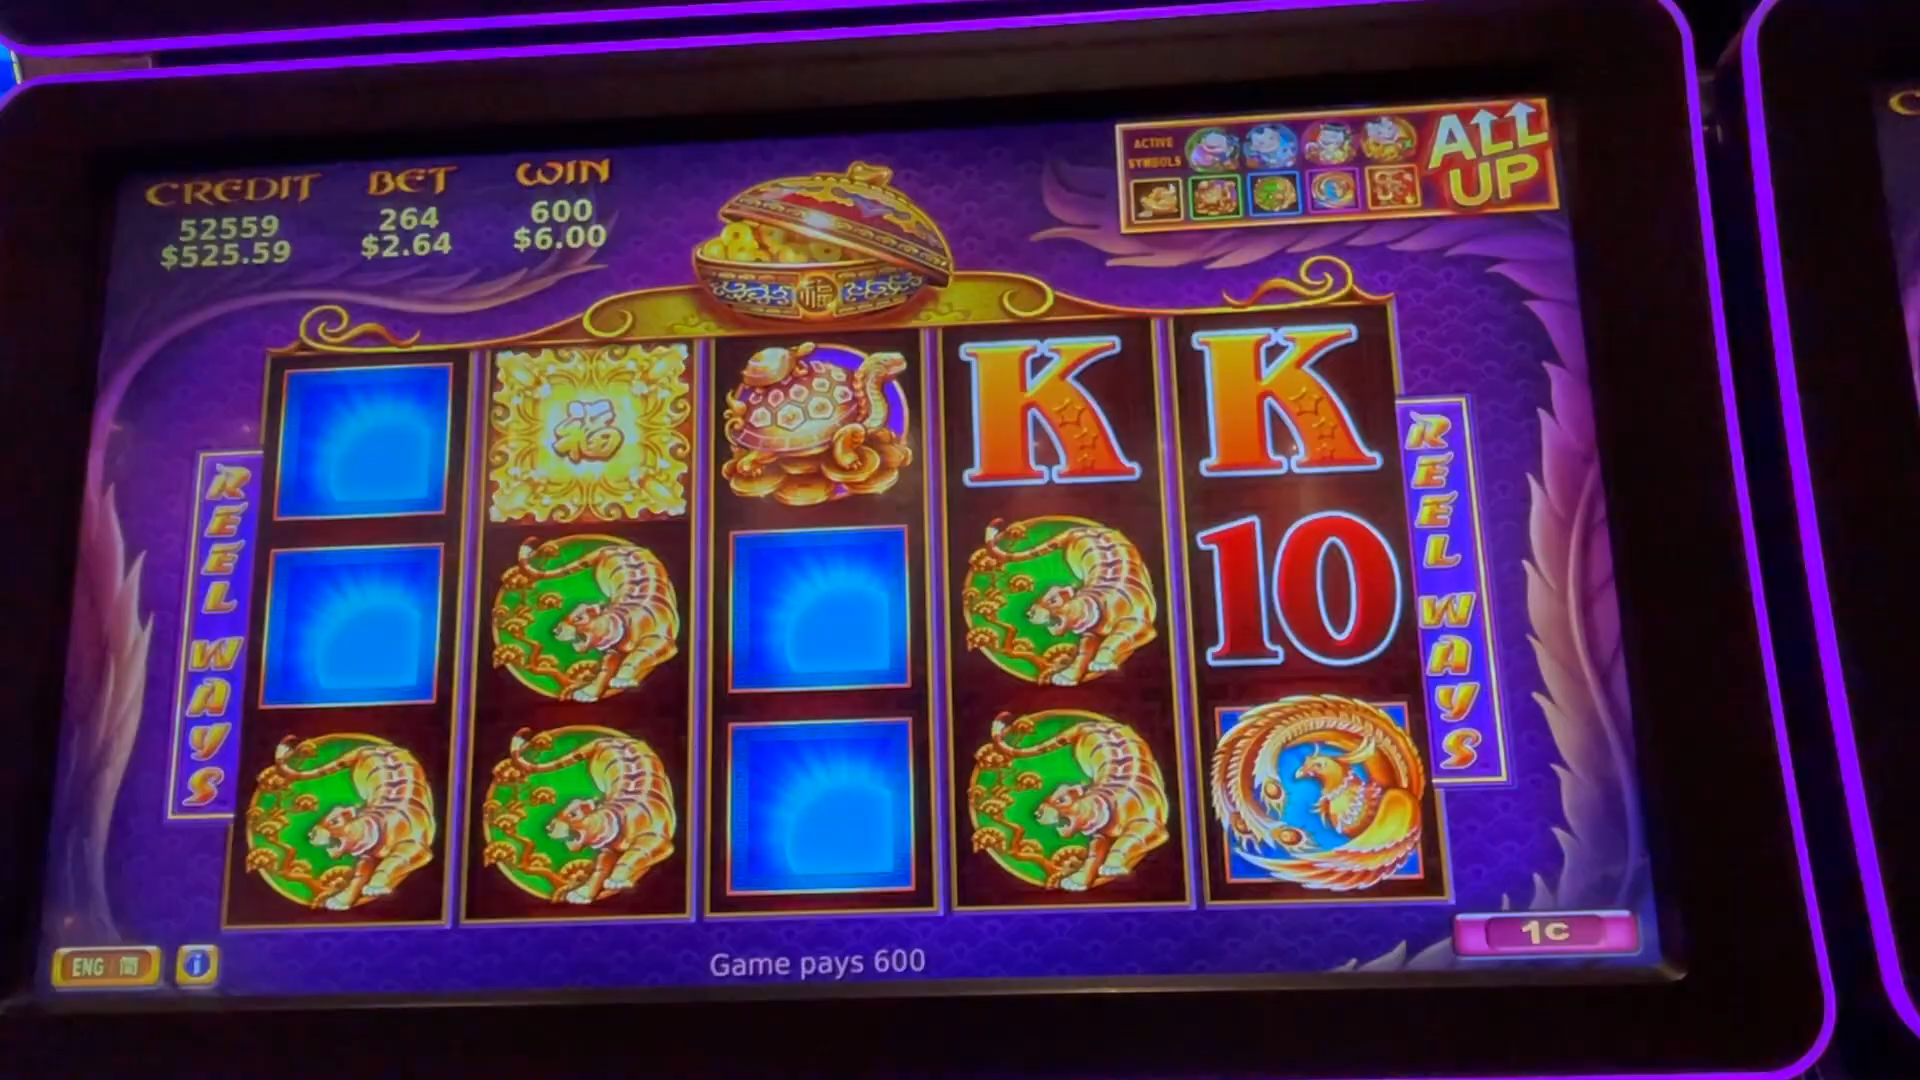 CREDIT BET WIN
52559 264 600
$525.59 $2.64 $6.00
ACTIVE
SYMBOLS
ALL
UP
福
K
K
10
REEL WAYS
REEL WAYS
ENG
i
Game pays 600
1c